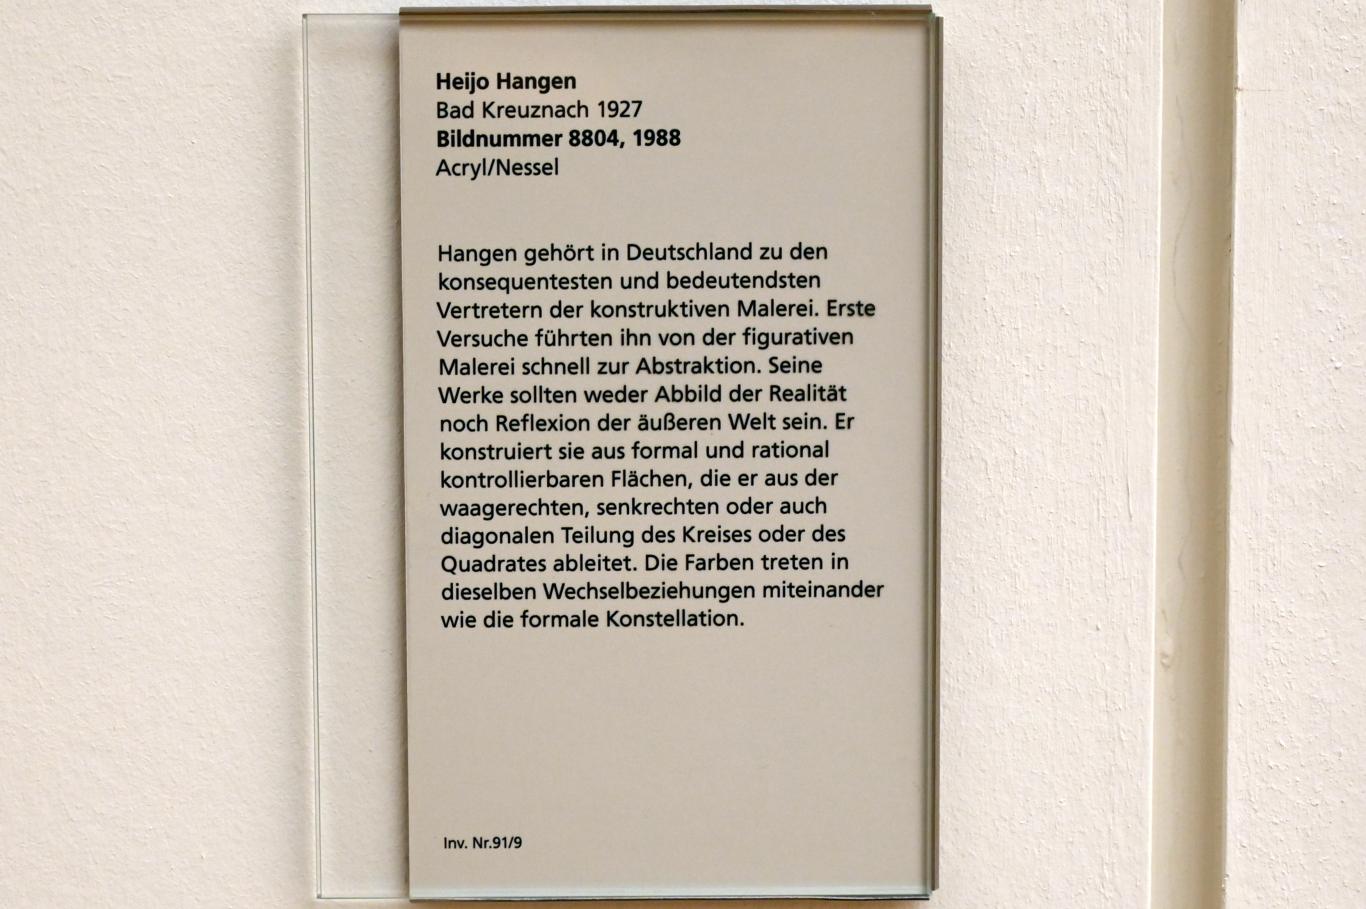 Heijo Hangen
Bad Kreuznach 1927
Bildnummer 8804, 1988
Acryl/Nessel
Hangen gehört in Deutschland zu den
konsequentesten und bedeutendsten
Vertretern der konstruktiven Malerei. Erste
Versuche führten ihn von der figurativen
Malerei schnell zur Abstraktion. Seine
Werke sollten weder Abbild der Realität
noch Reflexion der äußeren Welt sein. Er
konstruiert sie aus formal und rational
kontrollierbaren Flächen, die er aus der
waagerechten, senkrechten oder auch
diagonalen Teilung des Kreises oder des
Quadrates ableitet. Die Farben treten in
dieselben Wechselbeziehungen miteinander
wie die formale Konstellation.
Inv. Nr.91/9